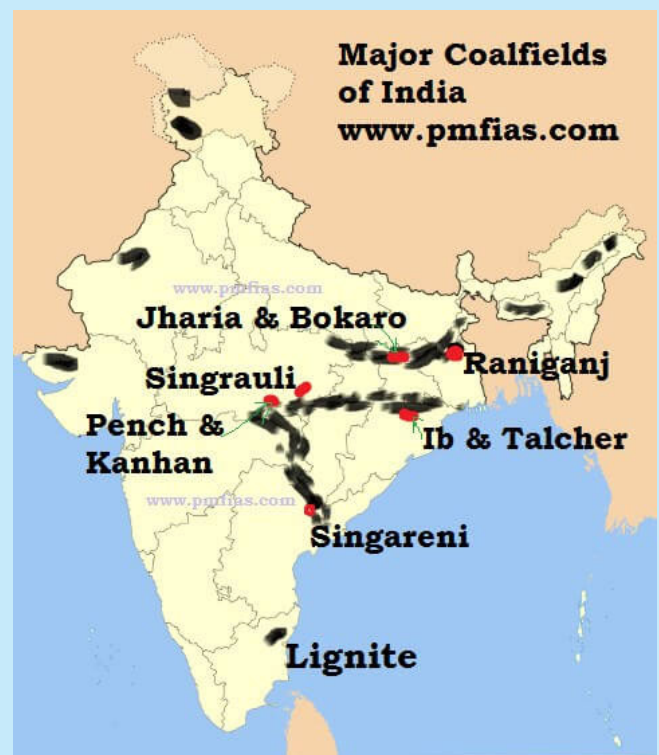 Major Coalfields
of India
www.pmfias.com
www.pmfias.com
Jharia & Bokaro
Raniganj
Singrauli
Pench &
Kanhan
Ib & Talcher
www.pmfias.com
Singareni
Lignite